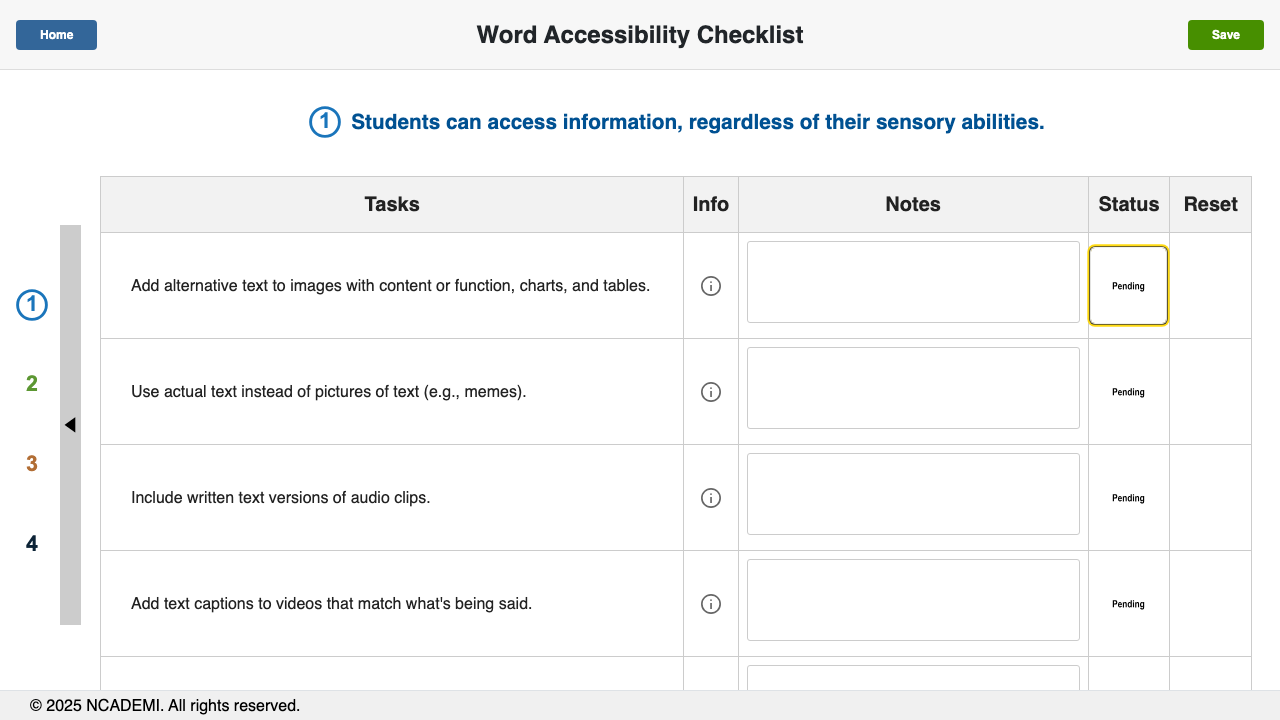 Home
Word Accessibility Checklist
Save
1 Students can access information, regardless of their sensory abilities.
Tasks Info Notes Status Reset
Add alternative text to images with content or function, charts, and tables.
Pending
Use actual text instead of pictures of text (e.g., memes).
Pending
Include written text versions of audio clips.
Pending
Add text captions to videos that match what's being said.
Pending
1
2
3
4
© 2025 NCADEMI. All rights reserved.